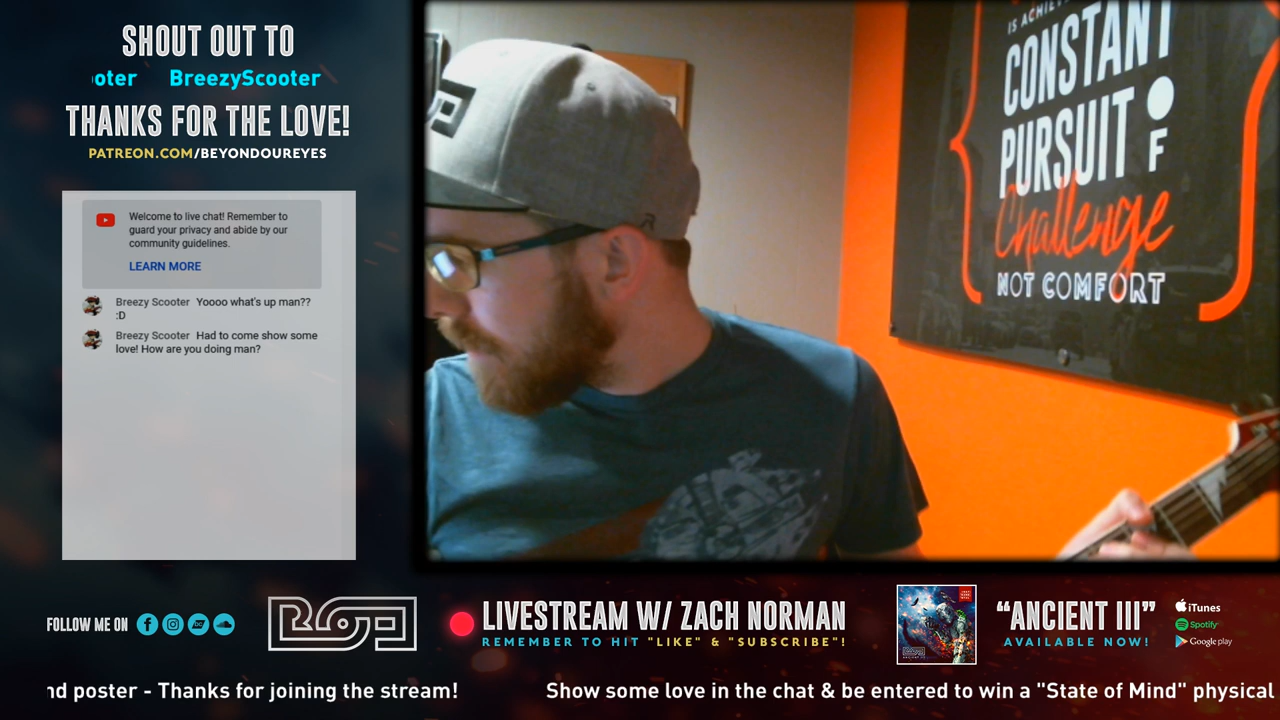 SHOUT OUT TO
oter BreezyScooter
THANKS FOR THE LOVE!
PATREON.COM/BEYONDOUREYES
Welcome to live chat! Remember to
guard your privacy and abide by our
community guidelines.
LEARN MORE
Breezy Scooter Yoooo what's up man??
:D
Breezy Scooter Had to come show some
love! How are you doing man?
CONSTANT
PURSUIT OF
Challenge
NOT COMFORT
FOLLOW ME ON
LIVESTREAM W/ ZACH NORMAN
REMEMBER TO HIT "LIKE" & "SUBSCRIBE"!
"ANCIENT III"
AVAILABLE NOW!
iTunes
Spotify
Google play
nd poster - Thanks for joining the stream! Show some love in the chat & be entered to win a "State of Mind" physical